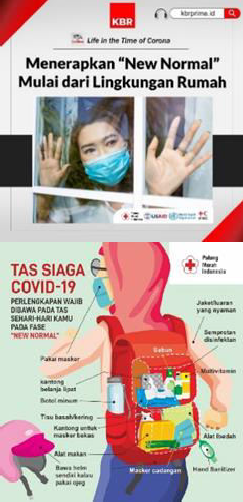 KBR
kbrprime.id
Life in the Time of Corona
Menerapkan "New Normal"
Mulai dari Lingkungan Rumah
USAID
Palang
Merah
Indonesia
TAS SIAGA
COVID-19
PERLENGKAPAN WAJIB
DIBAWA PADA TAS
SEHARI-HARI KAMU
PADA FASE
"NEW NORMAL"
Jaket/luaran
yang nyaman
Semprotan
disinfektan
Sabun
Pakai masker
Multivitamin
kantong
belanja lipat
Botol minum
Tisu basah/kering
Kantong untuk
masker bekas
Alat ibadah
Alat makan
Masker cadangan
Hand Sanitizer
Bawa helm
sendiri kalau
pakai ojeg